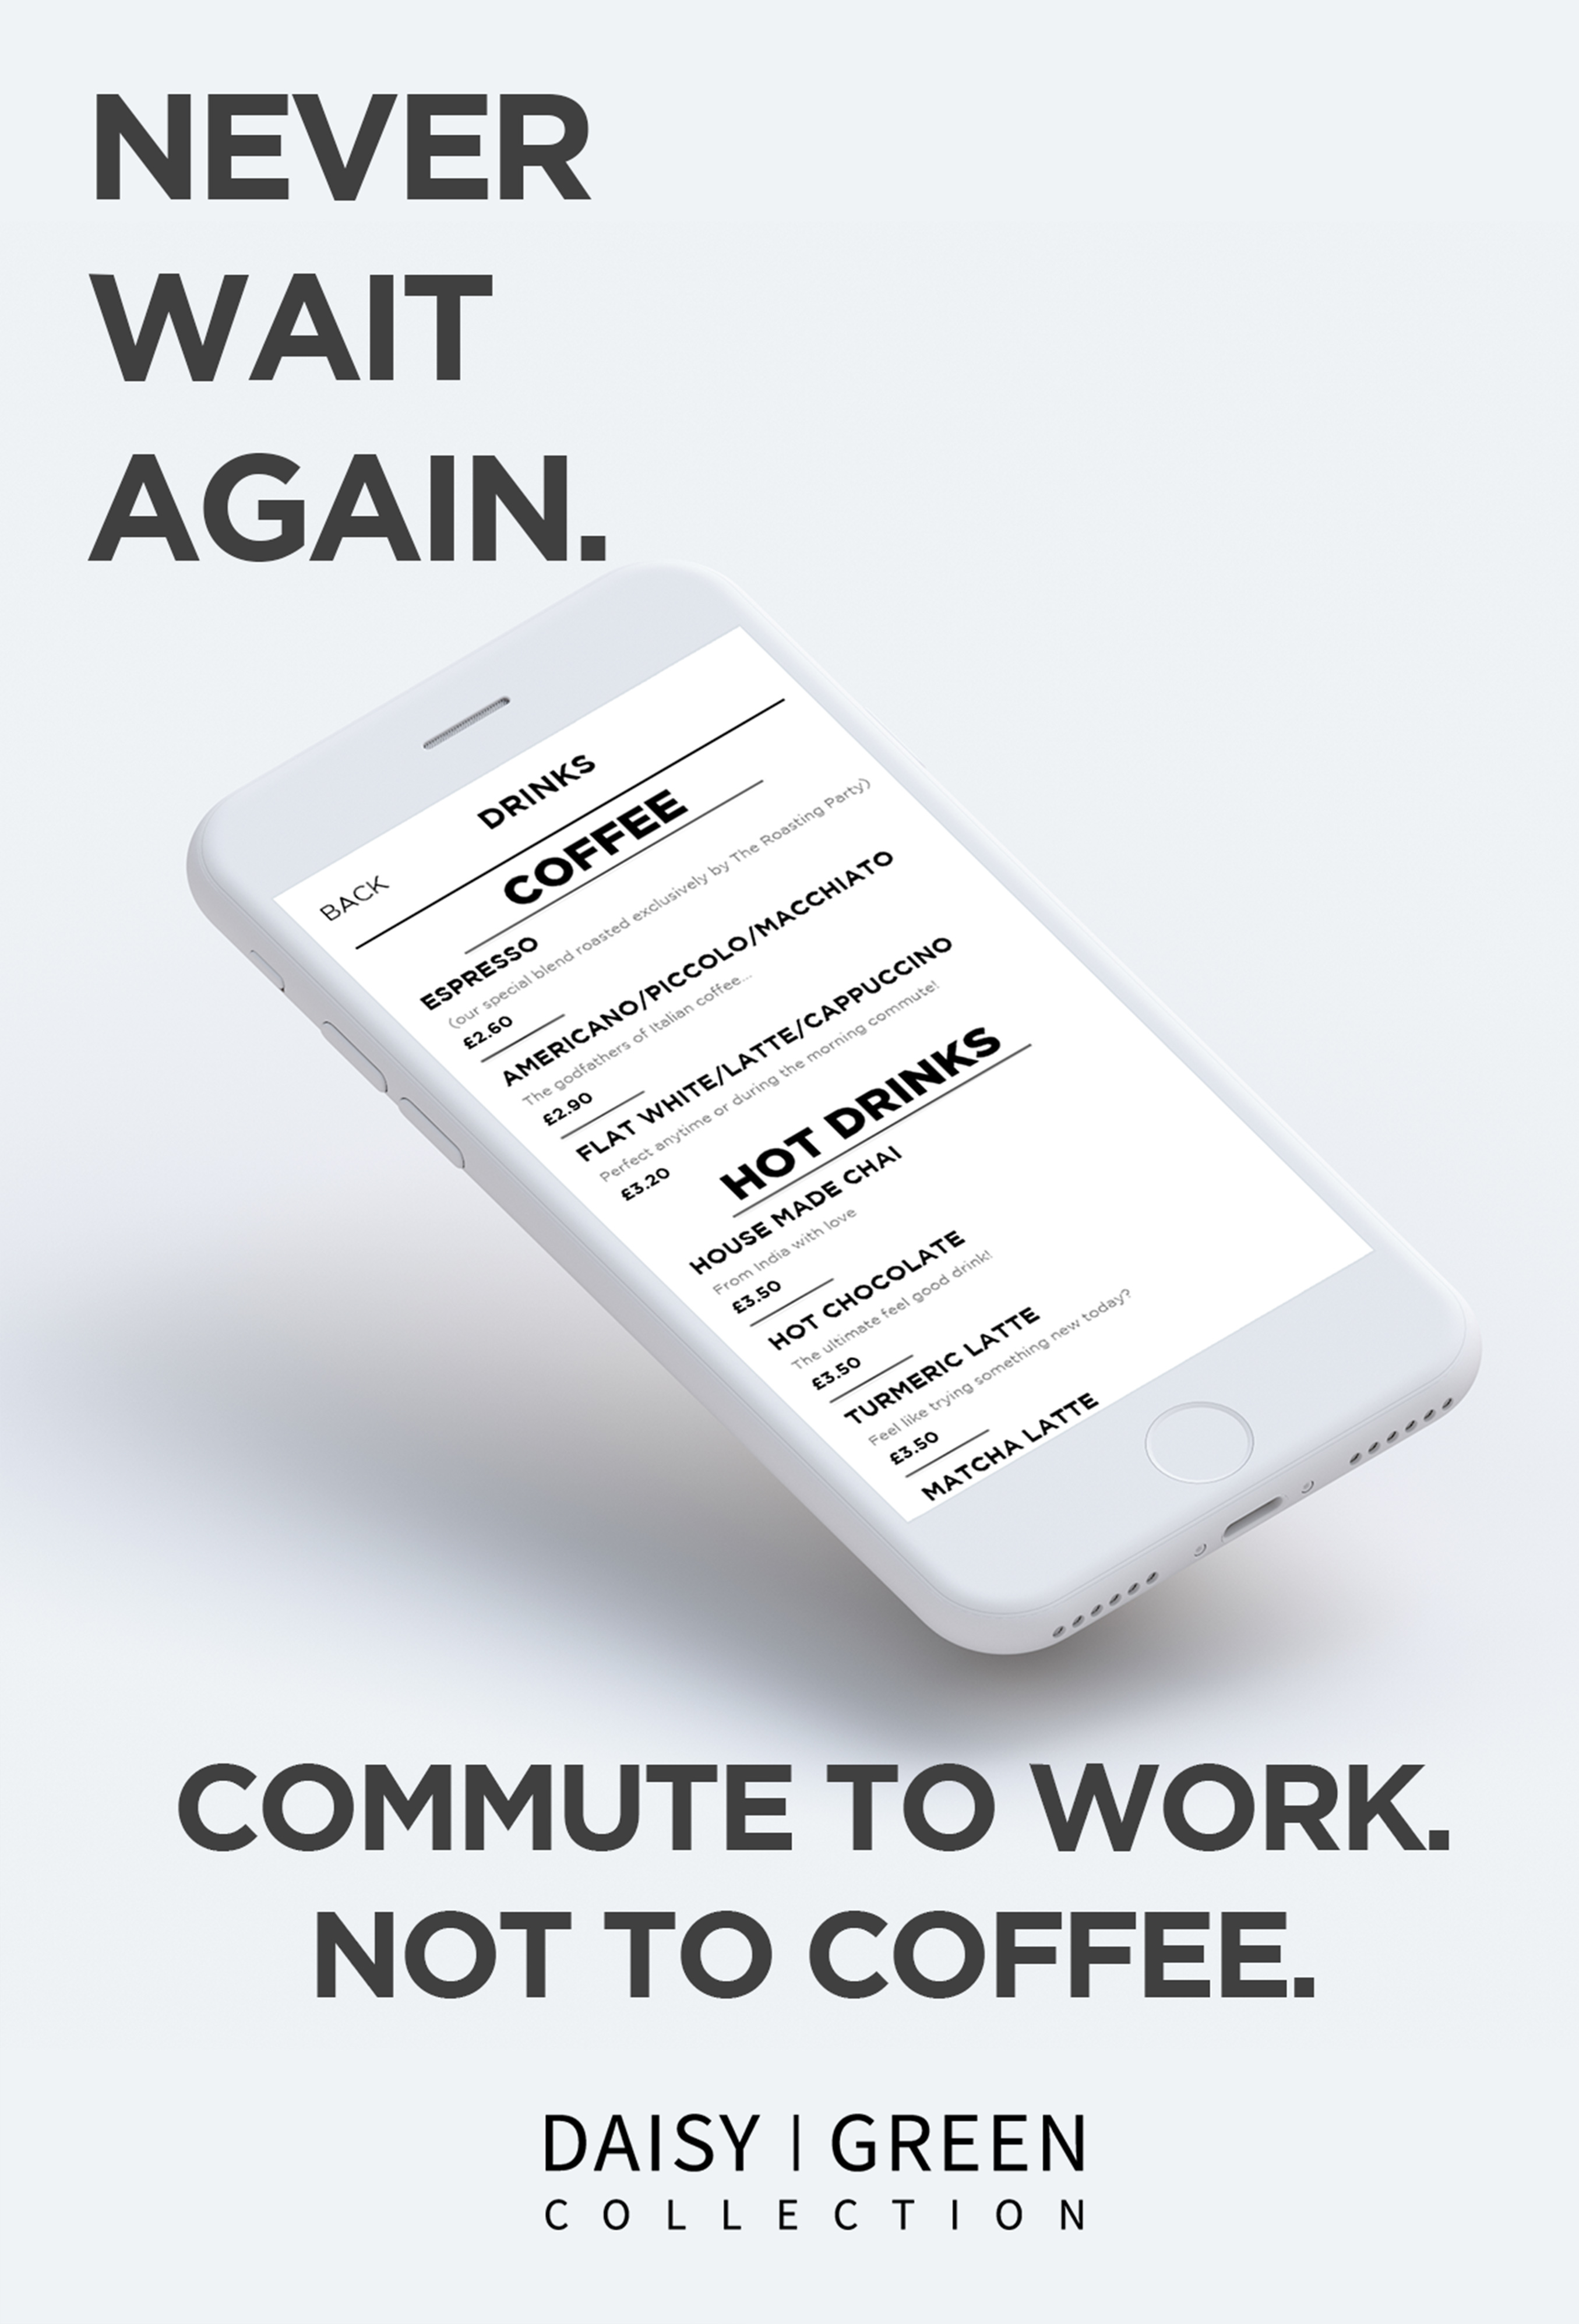 NEVER
WAIT
AGAIN.
BACK
DRINKS
COFFEE
ESPRESSO
(our special blend roasted exclusively by The Roasting Party)
£2.60
AMERICANO/PICCOLO/MACCHIATO
The godfathers of Italian coffee...
£2.90
FLAT WHITE/LATTE/CAPPUCCINO
Perfect anytime or during the morning commute!
£3.20
HOT DRINKS
HOUSE MADE CHAI
From India with love
£3.50
HOT CHOCOLATE
The ultimate feel good drink!
£3.50
TURMERIC LATTE
Feel like trying something new today?
£3.50
MATCHA LATTE
COMMUTE TO WORK.
NOT TO COFFEE.
DAISY | GREEN
COLLECTION